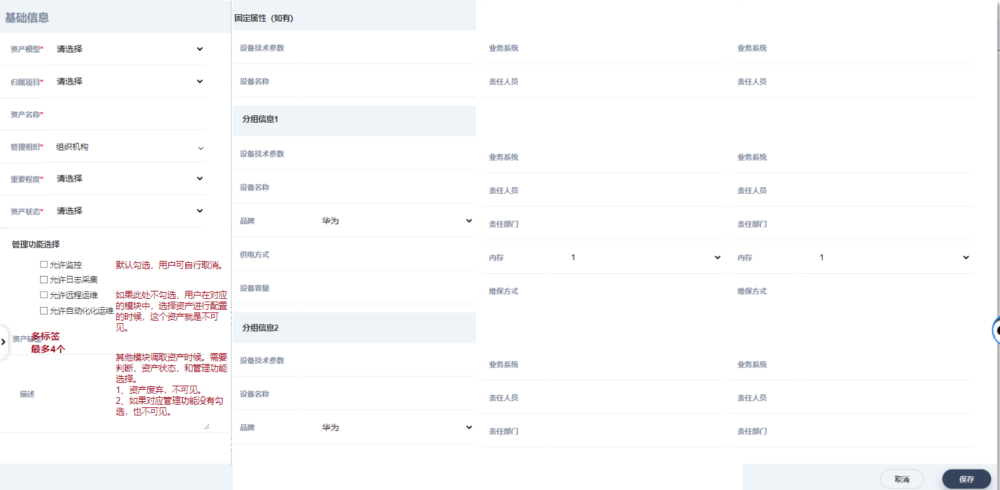 基础信息
资产模型* 请选择
归属项目* 请选择
资产名称*
管理组织* 组织机构
重要程度* 请选择
资产状态* 请选择
管理功能选择
允许监控
允许日志采集
允许远程运维
允许自动化化运维
默认勾选，用户可自行取消。
如果此处不勾选，用户在对应
的模块中，选择资产进行配置
的时候，这个资产就是不可
见。
资产标签
多标签
最多4个
其他模块调取资产时候。需要
判断，资产状态，和管理功能
选择。
1、资产废弃，不可见。
2、如果对应管理功能没有勾
选，也不可见。
描述
固定属性（如有）
设备技术参数 业务系统 业务系统
设备名称 责任人员 责任人员
分组信息1
设备技术参数 业务系统 业务系统
设备名称 责任人员 责任人员
品牌 华为 责任部门 责任部门
供电方式 内存 1 内存 1
设备容量 维保方式 维保方式
分组信息2
设备技术参数 业务系统 业务系统
设备名称 责任人员 责任人员
品牌 华为 责任部门 责任部门
取消 保存